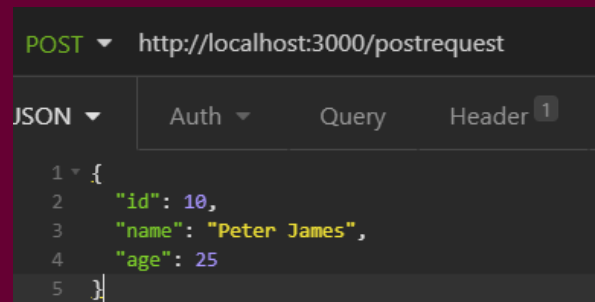 POST http://localhost:3000/postrequest
JSON Auth Query Header 1
1 {
2 "id": 10,
3 "name": "Peter James",
4 "age": 25
5 }